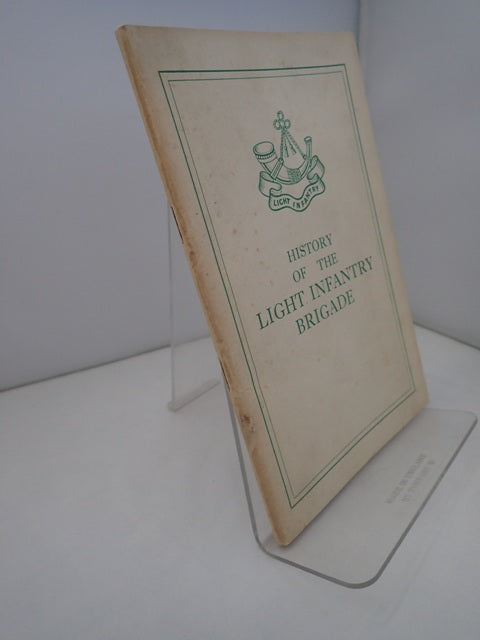 LIGHT INFANTRY
HISTORY
OF THE
LIGHT INFANTRY
BRIGADE